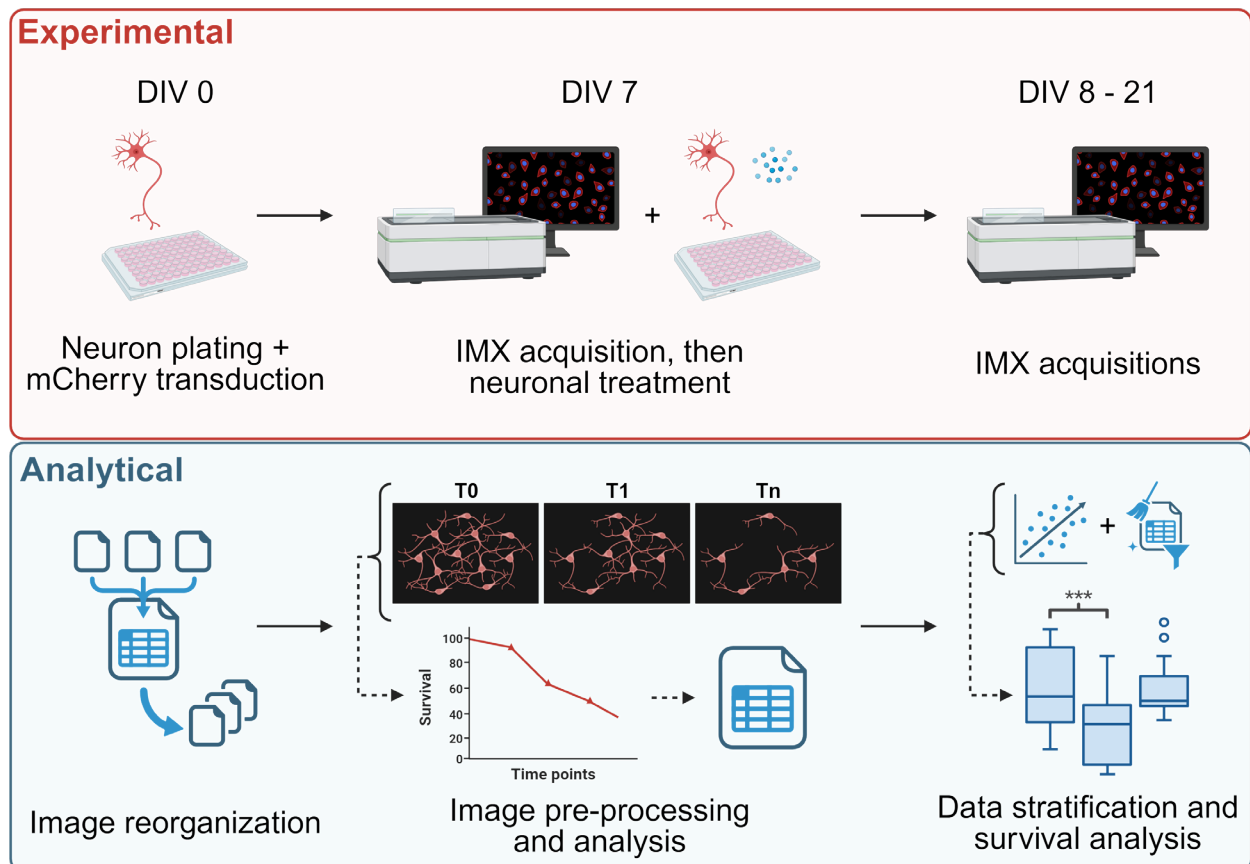 Experimental
DIV 0
DIV 7
DIV 8 - 21
+
Neuron plating +
mCherry transduction
IMX acquisition, then
neuronal treatment
IMX acquisitions
Analytical
T0
T1
Tn
+
***
100
80
60
40
20
0
Survival
Time points
Image reorganization
Image pre-processing
and analysis
Data stratification and
survival analysis